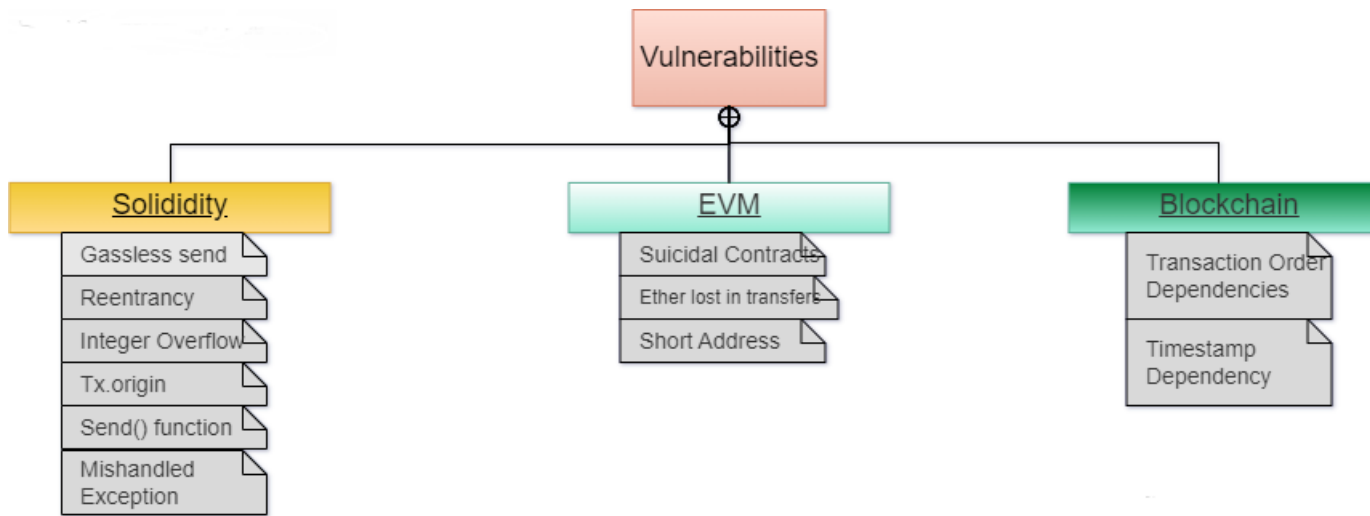 Vulnerabilities
Solididity
Gassless send
Reentrancy
Integer Overflow
Tx.origin
Send() function
Mishandled
Exception
EVM
Suicidal Contracts
Ether lost in transfers
Short Address
Blockchain
Transaction Order
Dependencies
Timestamp
Dependency